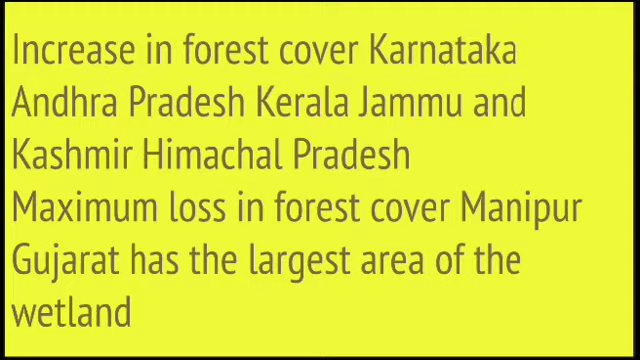 Increase in forest cover Karnataka
Andhra Pradesh Kerala Jammu and
Kashmir Himachal Pradesh
Maximum loss in forest cover Manipur
Gujarat has the largest area of the
wetland